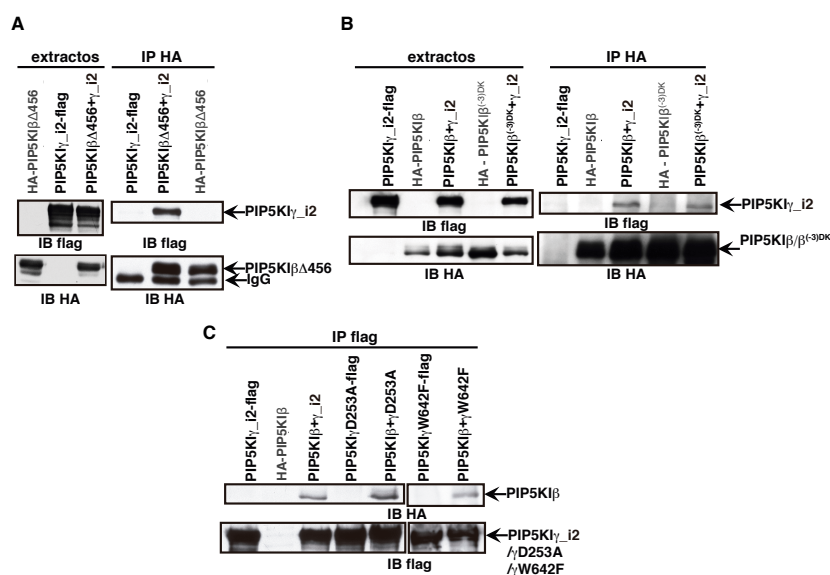 A
extractos
IP HA
HA-PIP5KIβΔ456
PIP5KIγ_i2-flag
PIP5KIβΔ456+γ_i2
PIP5KIγ_i2-flag
PIP5KIβΔ456+γ_i2
HA-PIP5KIβΔ456
PIP5KIγ_i2
IB flag
IB flag
PIP5KIβΔ456
IgG
IB HA
IB HA
B
extractos
IP HA
PIP5KIγ_i2-flag
HA-PIP5KIβ
PIP5KIβ+γ_i2
HA-PIP5KIβ(-3)DK
PIP5KIβ(-3)DK+γ_i2
PIP5KIγ_i2-flag
HA-PIP5KIβ
PIP5KIβ+γ_i2
HA - PIP5KIβ(-3)DK
PIP5KIβ(-3)DK+γ_i2
PIP5KIγ_i2
IB flag
IB flag
PIP5KIβ/β(-3)DK
IB HA
IB HA
C
IP flag
PIP5KIγ_i2-flag
HA-PIP5KIβ
PIP5KIβ+γ_i2
PIP5KIγD253A-flag
PIP5KIβ+γD253A
PIP5KIγW642F-flag
PIP5KIβ+γW642F
PIP5KIβ
IB HA
PIP5KIγ_i2
/γD253A
/γW642F
IB flag